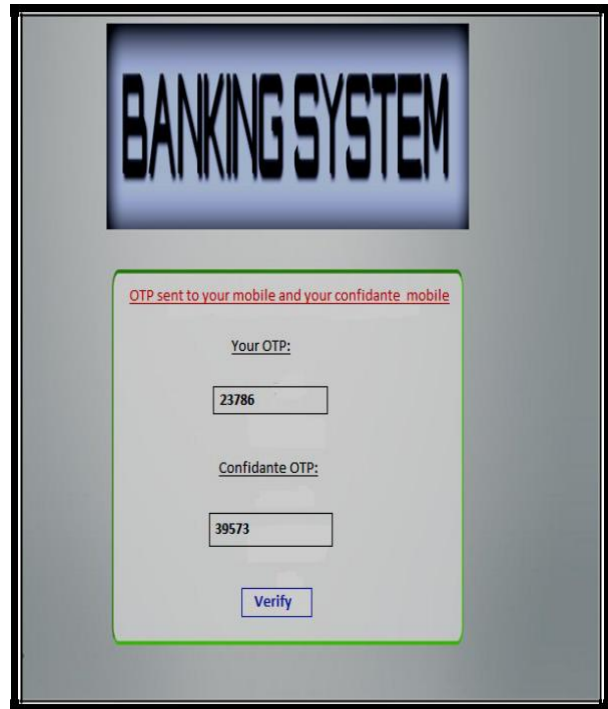 BANKING SYSTEM
OTP sent to your mobile and your confidante mobile
Your OTP:
23786
Confidante OTP:
39573
Verify